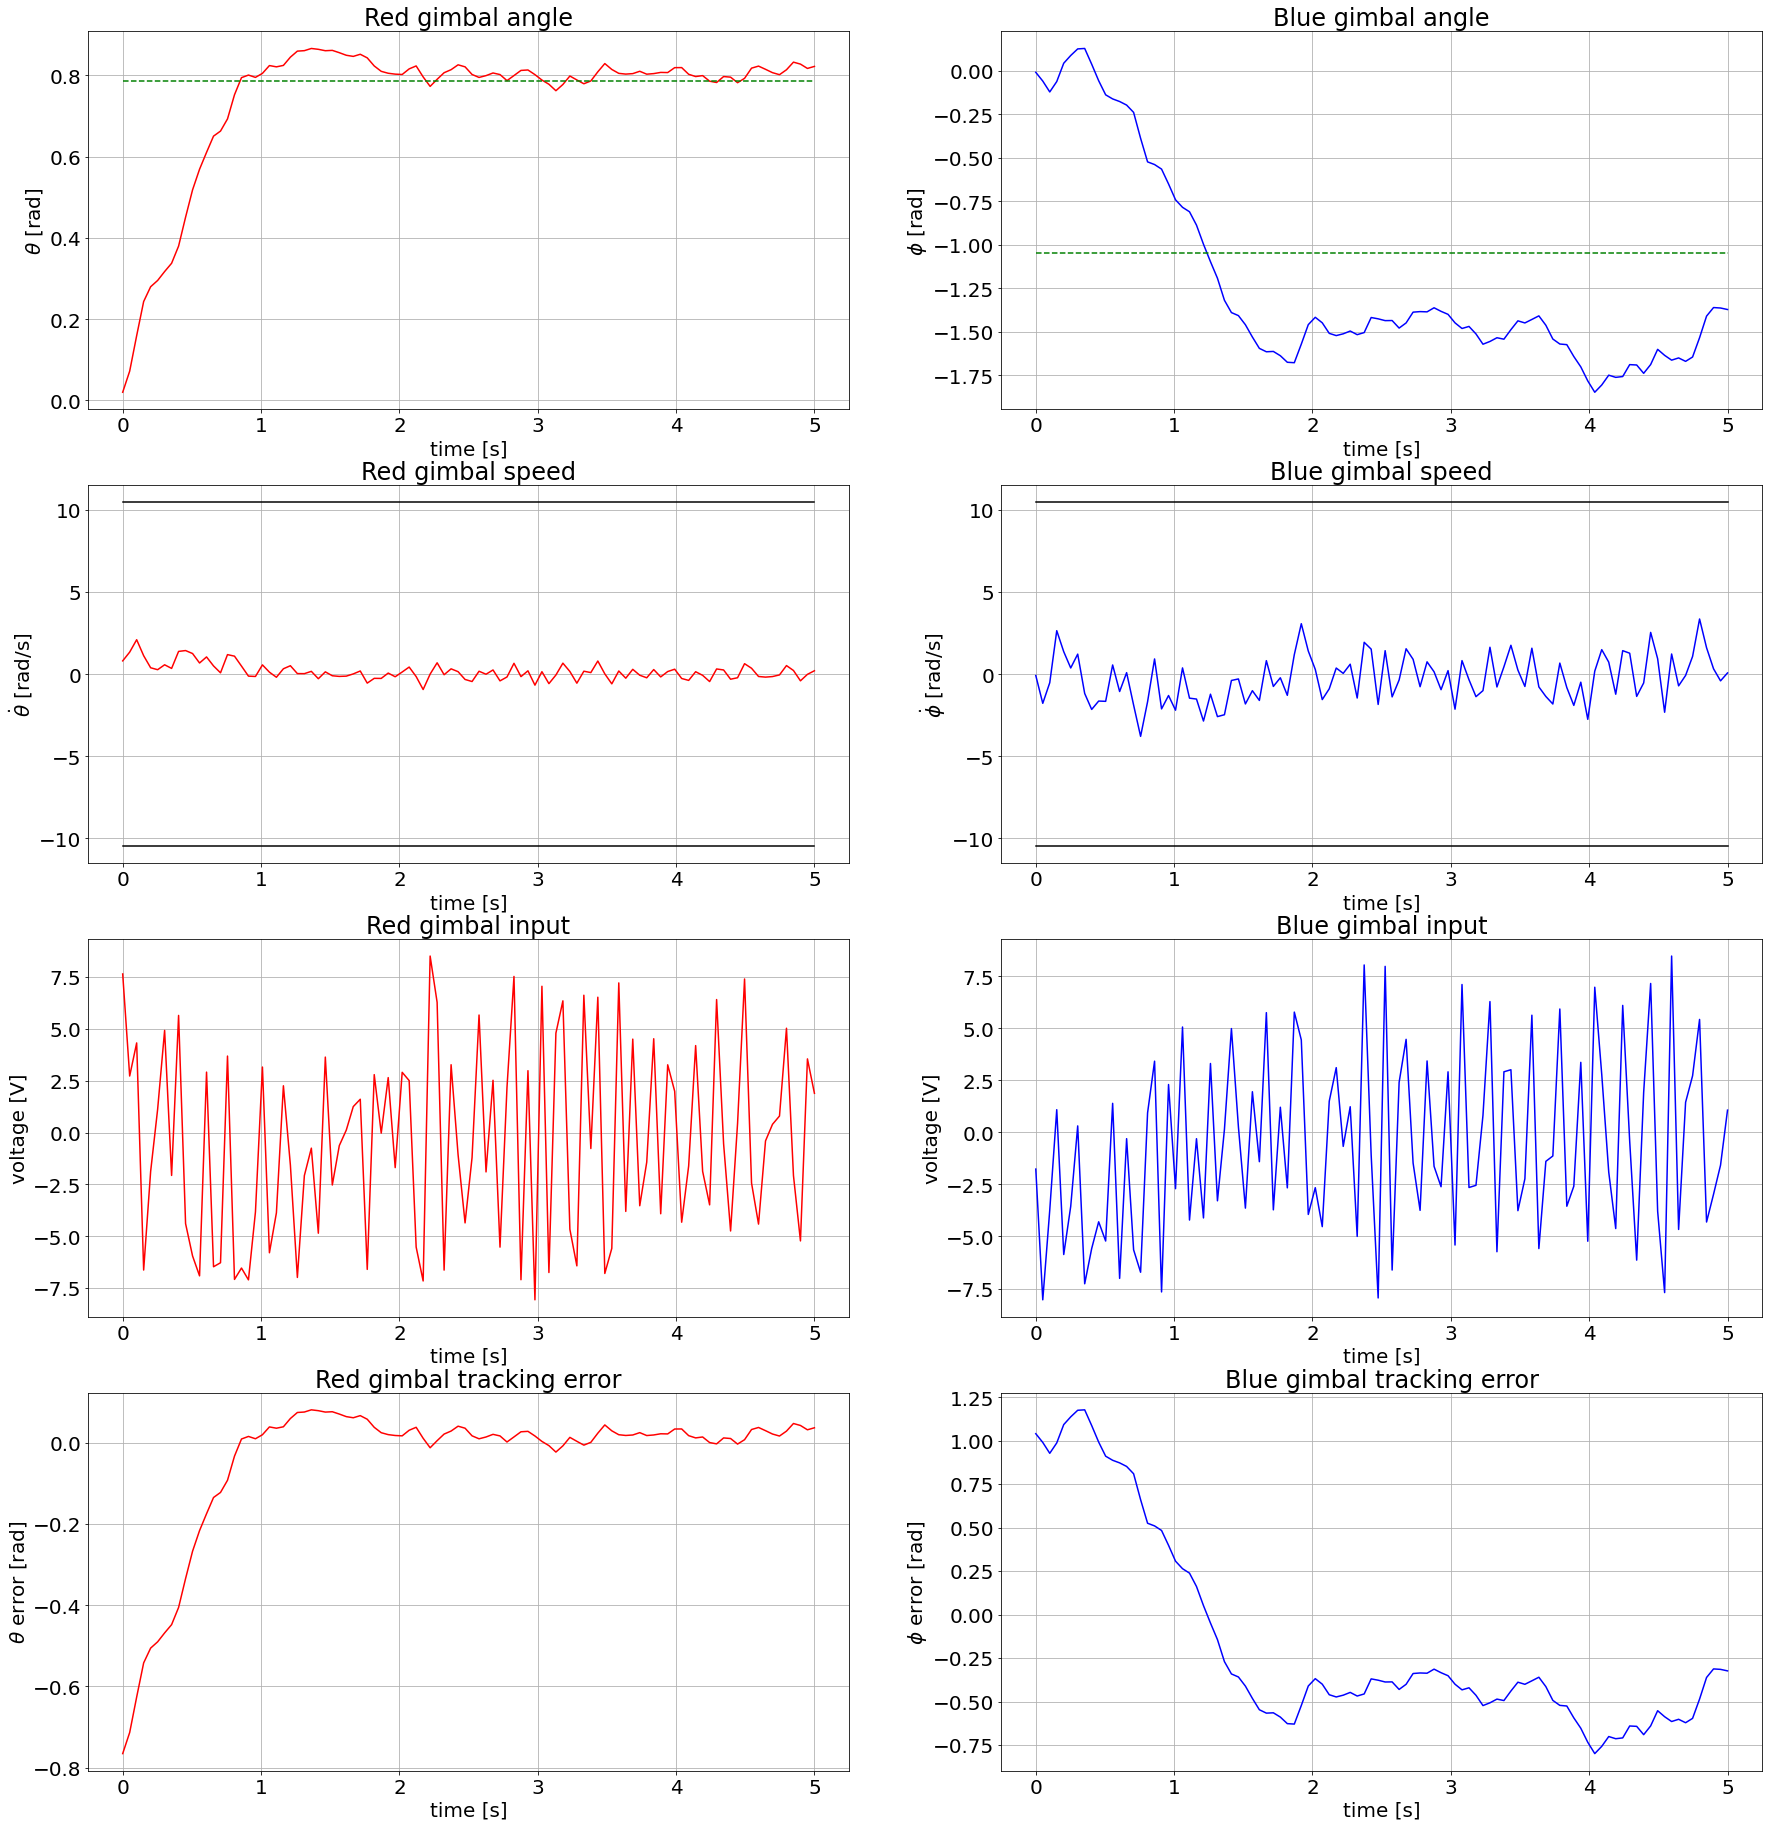 Red gimbal angle
θ [rad]
0.8
0.6
0.4
0.2
0.0
0 1 2 3 4 5
time [s]
Blue gimbal angle
ϕ [rad]
0.00
−0.25
−0.50
−0.75
−1.00
−1.25
−1.50
−1.75
0 1 2 3 4 5
time [s]
Red gimbal speed
θ̇ [rad/s]
10
5
0
−5
−10
0 1 2 3 4 5
time [s]
Blue gimbal speed
ϕ̇ [rad/s]
10
5
0
−5
−10
0 1 2 3 4 5
time [s]
Red gimbal input
voltage [V]
7.5
5.0
2.5
0.0
−2.5
−5.0
−7.5
0 1 2 3 4 5
time [s]
Blue gimbal input
voltage [V]
7.5
5.0
2.5
0.0
−2.5
−5.0
−7.5
0 1 2 3 4 5
time [s]
Red gimbal tracking error
θ error [rad]
0.0
−0.2
−0.4
−0.6
−0.8
0 1 2 3 4 5
time [s]
Blue gimbal tracking error
ϕ error [rad]
1.25
1.00
0.75
0.50
0.25
0.00
−0.25
−0.50
−0.75
0 1 2 3 4 5
time [s]